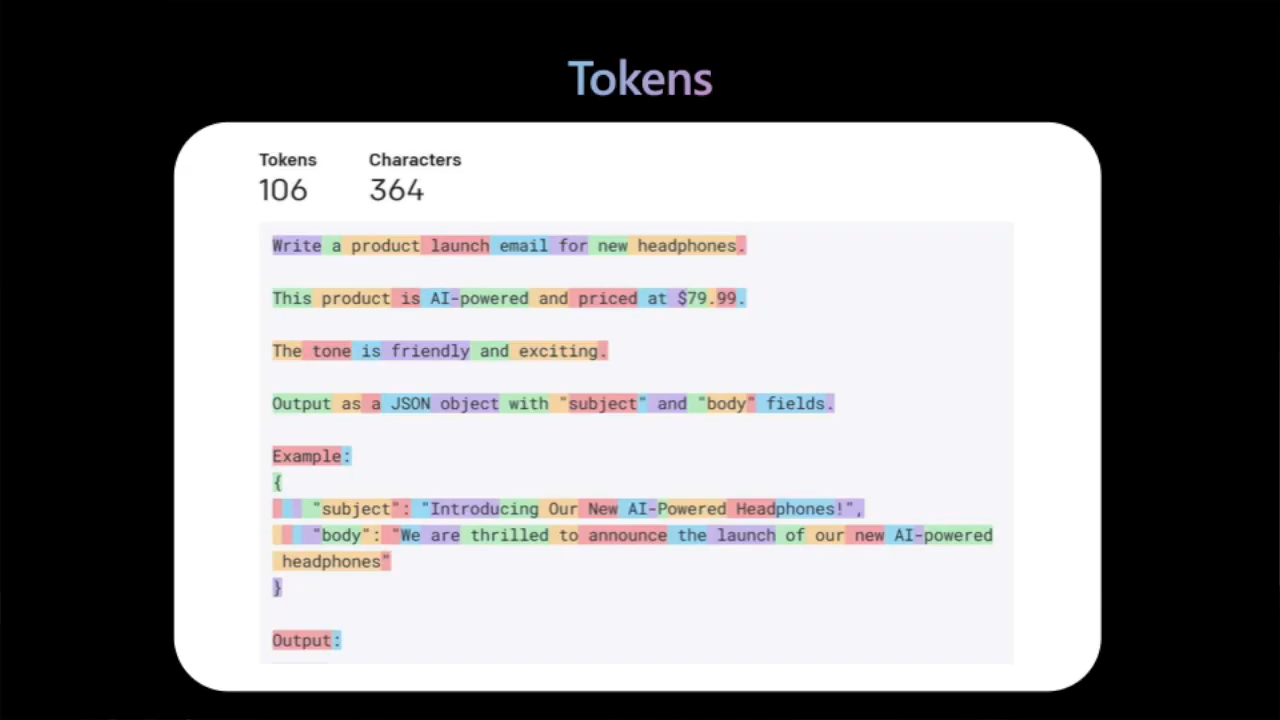 Tokens
Tokens Characters
106 364
Write a product launch email for new headphones.
This product is AI-powered and priced at $79.99.
The tone is friendly and exciting.
Output as a JSON object with "subject" and "body" fields.
Example:
{
"subject": "Introducing Our New AI-Powered Headphones!",
"body": "We are thrilled to announce the launch of our new AI-powered
headphones"
}
Output: